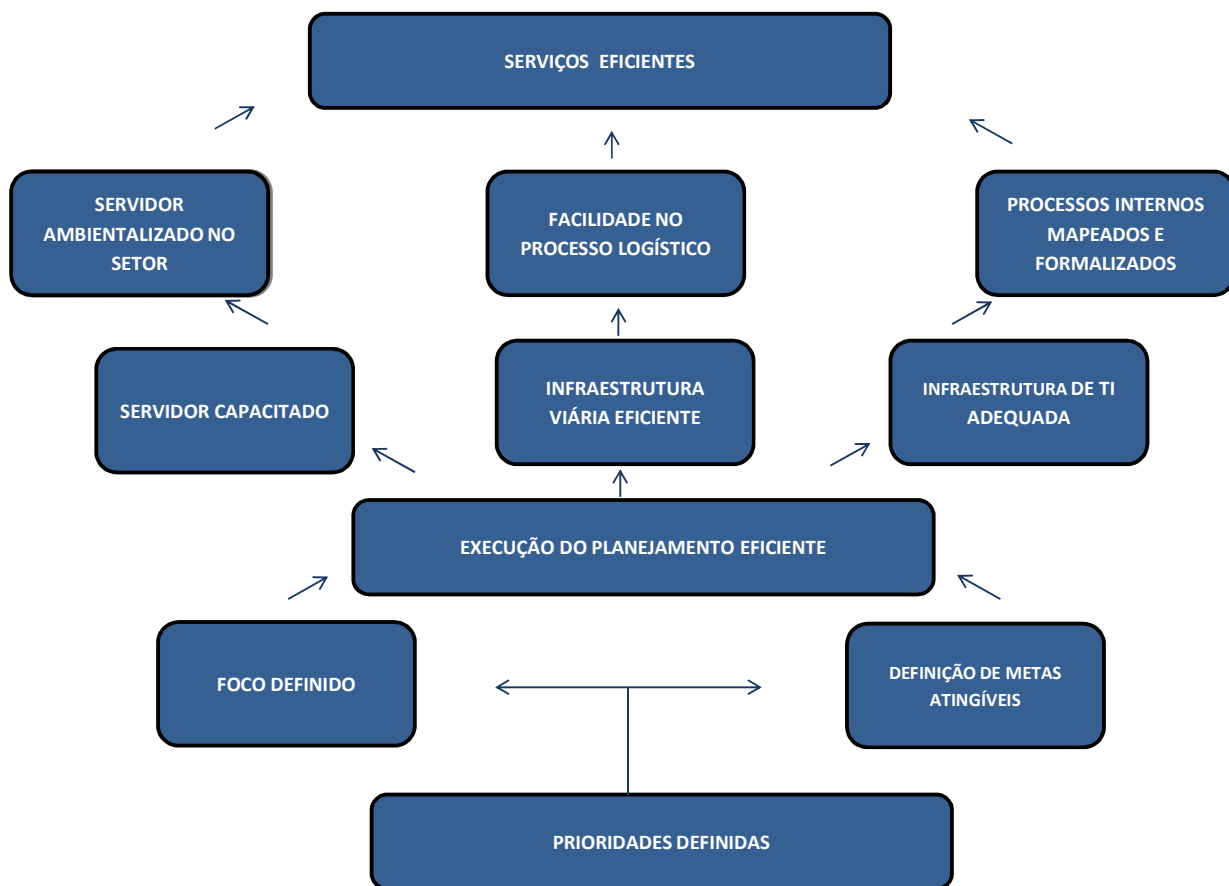 SERVIÇOS EFICIENTES
SERVIDOR
AMBIENTALIZADO NO
SETOR
FACILIDADE NO
PROCESSO LOGÍSTICO
PROCESSOS INTERNOS
MAPEADOS E
FORMALIZADOS
SERVIDOR CAPACITADO
INFRAESTRUTURA
VIÁRIA EFICIENTE
INFRAESTRUTURA DE TI
ADEQUADA
EXECUÇÃO DO PLANEJAMENTO EFICIENTE
FOCO DEFINIDO
DEFINIÇÃO DE METAS
ATINGÍVEIS
PRIORIDADES DEFINIDAS